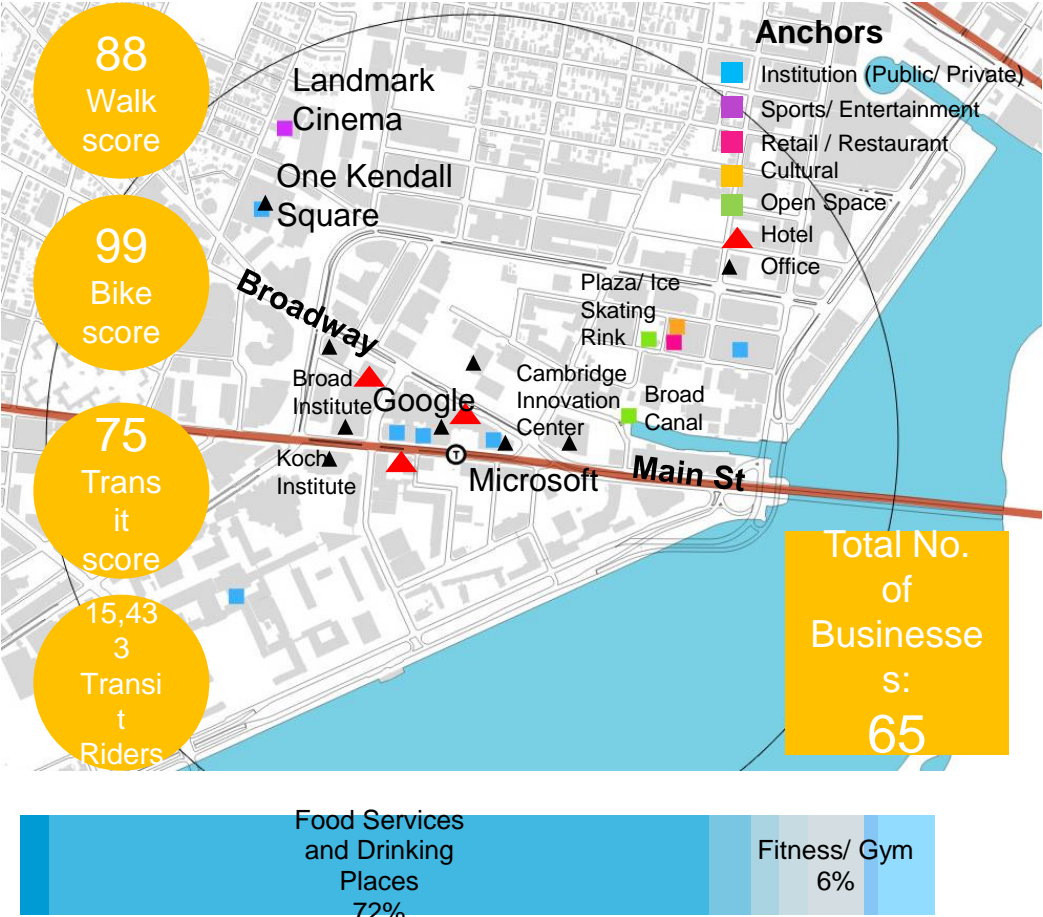 88
Walk
score
99
Bike
score
75
Trans
it
score
15,43
3
Transi
t
Riders
Landmark
Cinema
One Kendall
Square
Broadway
Broad
Institute
Google
Koch
Institute
Microsoft
Cambridge
Innovation
Center
Plaza/ Ice
Skating
Rink
Broad
Canal
Main St
T
Anchors
Institution (Public/ Private)
Sports/ Entertainment
Retail / Restaurant
Cultural
Open Space
Hotel
Office
Total No.
of
Businesse
s:
65
Food Services
and Drinking
Places
72%
Fitness/ Gym
6%